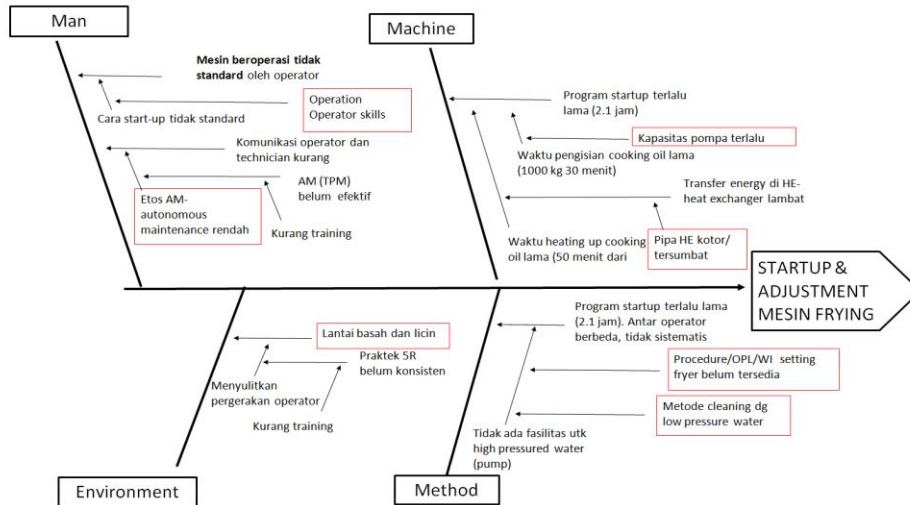 Man
Machine
Mesin beroperasi tidak
standard oleh operator
Operation
Operator skills
Cara start-up tidak standard
Komunikasi operator dan
technician kurang
AM (TPM)
belum efektif
Etos AM-
autonomous
maintenance rendah
Kurang training
Program startup terlalu
lama (2.1 jam)
Kapasitas pompa terlalu
Waktu pengisian cooking oil lama
(1000 kg 30 menit)
Transfer energy di HE-
heat exchanger lambat
Waktu heating up cooking
oil lama (50 menit dari
Pipa HE kotor/
tersumbat
STARTUP &
ADJUSTMENT
MESIN FRYING
Lantai basah dan licin
Praktek 5R
belum konsisten
Menyulitkan
pergerakan operator
Kurang training
Program startup terlalu lama
(2.1 jam). Antar operator
berbeda, tidak sistematis
Procedure/OPL/WI setting
fryer belum tersedia
Metode cleaning dg
low pressure water
Tidak ada fasilitas utk
high pressured water
(pump)
Environment
Method